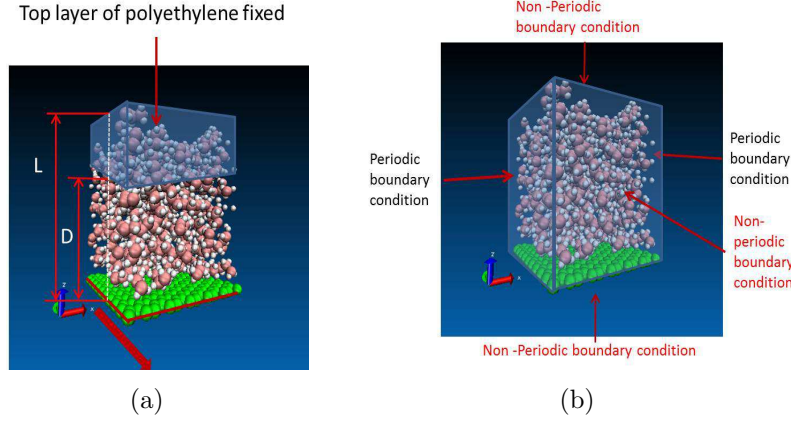 Top layer of polyethylene fixed
L
D
z
x
(a)
Non -Periodic
boundary condition
Periodic
boundary
condition
Periodic
boundary
condition
Non-
periodic
boundary
condition
z
x
Non -Periodic boundary condition
(b)